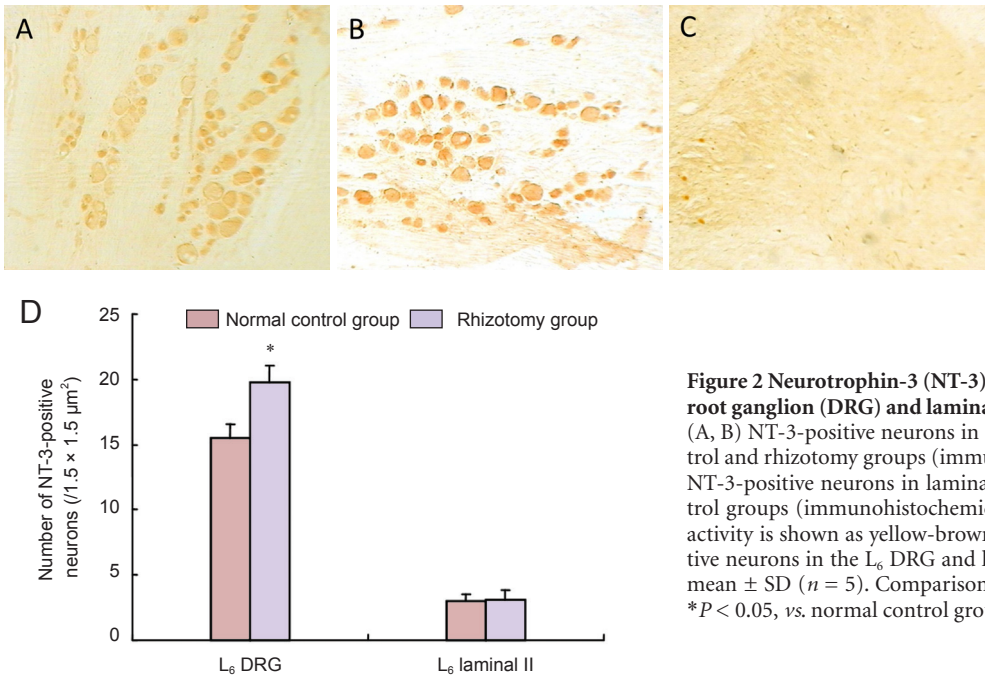 A
B
C
D
25
20
15
10
5
0
Number of NT-3-positive
neurons (/1.5 × 1.5 µm²)
Normal control group
Rhizotomy group
*
L₆ DRG
L₆ laminal II
Figure 2 Neurotrophin-3 (NT-3)
root ganglion (DRG) and lamina
(A, B) NT-3-positive neurons in
trol and rhizotomy groups (immu
NT-3-positive neurons in lamina
trol groups (immunohistochemic
activity is shown as yellow-brown
tive neurons in the L₆ DRG and
mean ± SD (n = 5). Comparison
*P < 0.05, vs. normal control grou